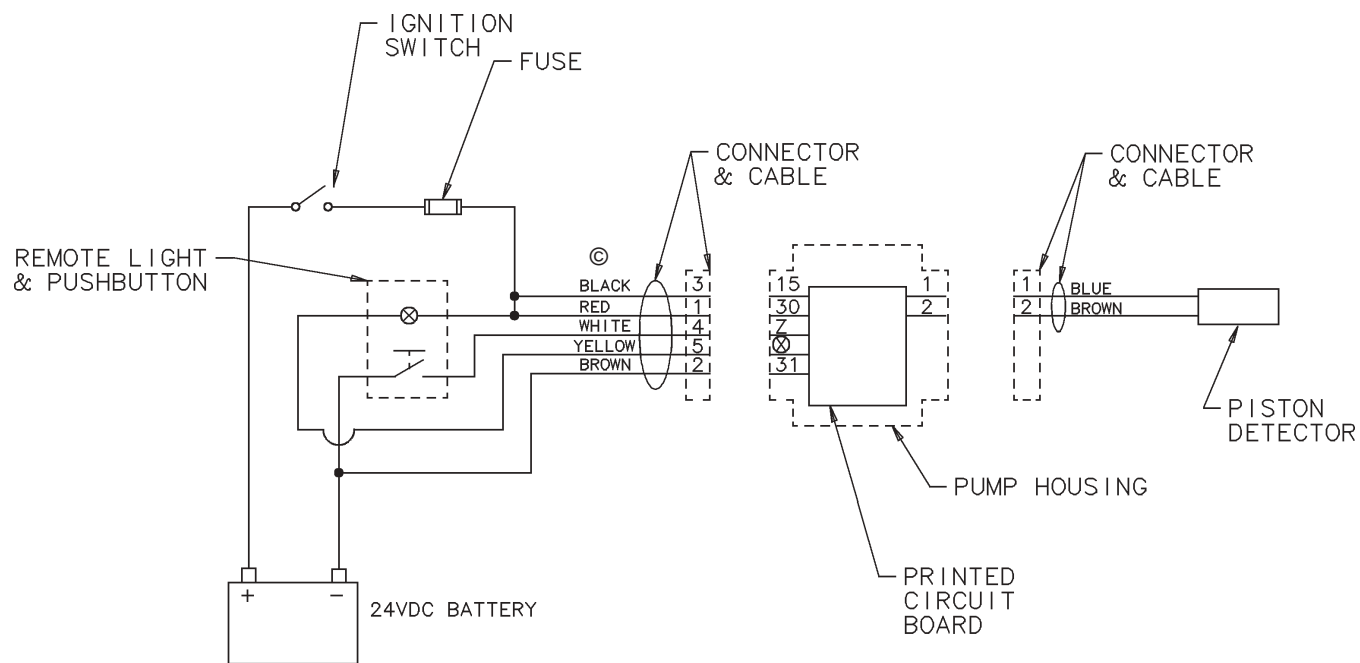 IGNITION
SWITCH
FUSE
CONNECTOR
& CABLE
CONNECTOR
& CABLE
REMOTE LIGHT
& PUSHBUTTON
©
BLACK 3 15 1 1 BLUE
RED 1 30 2 2 BROWN
WHITE 4 Z
YELLOW 5
BROWN 2 31
PISTON
DETECTOR
PUMP HOUSING
PRINTED
CIRCUIT
BOARD
+ - 24VDC BATTERY